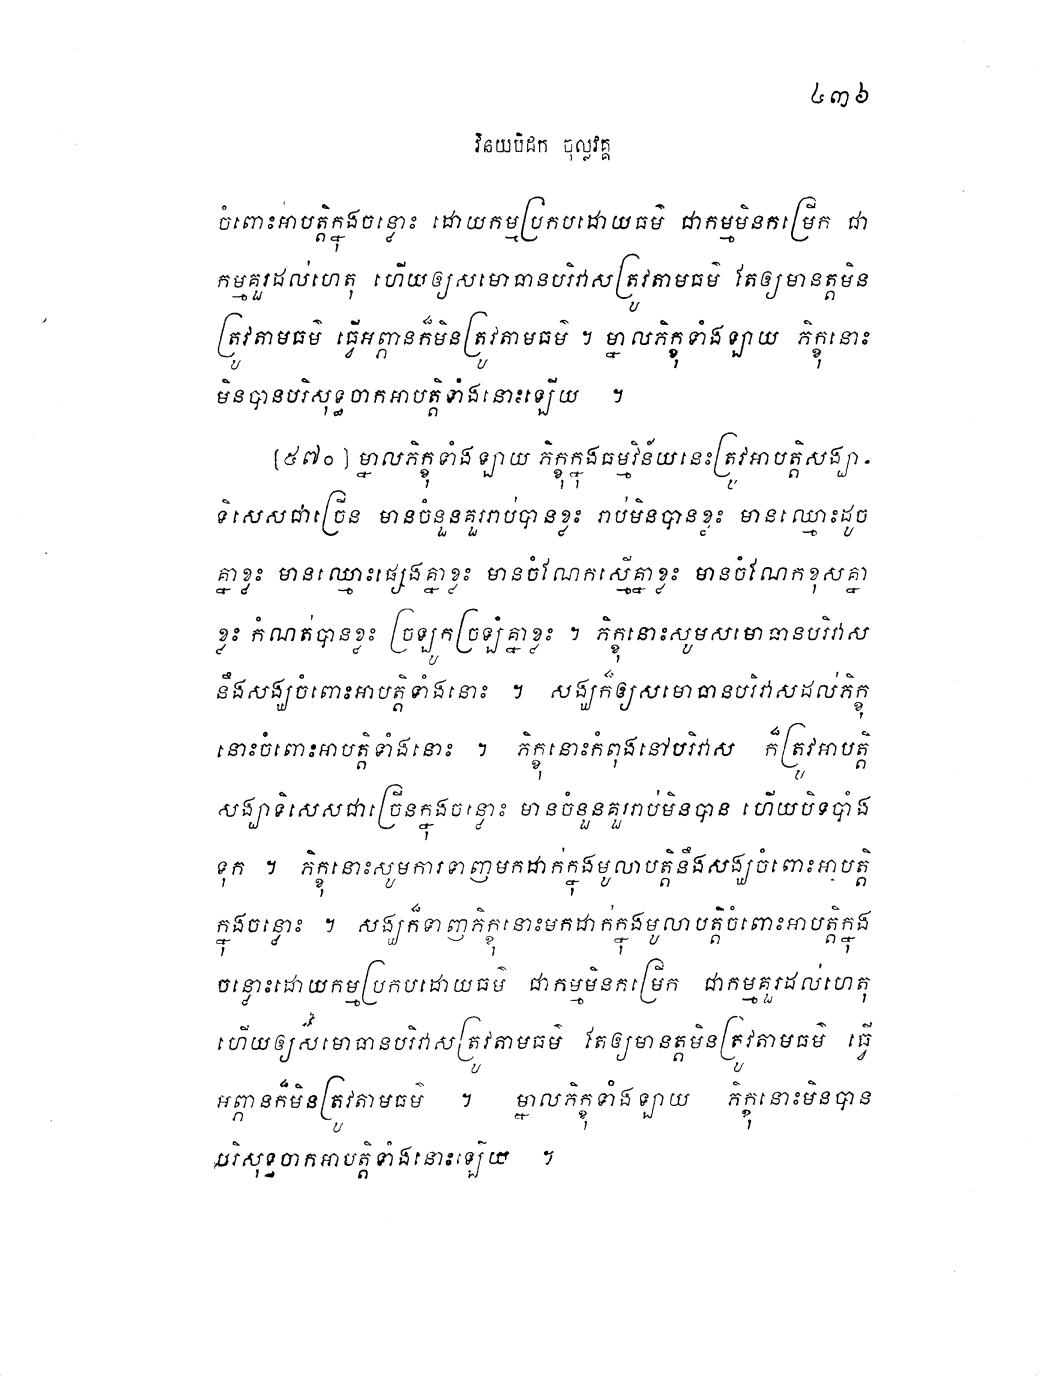 ៤៣៦
វិនយបិដក ចុល្លវគ្គ
ចំពោះអាបត្តិក្នុងចន្លោះ ដោយកម្មប្រកបដោយធម៌ ជាកម្មមិនកម្រើក ជា
កម្មគួរដល់ហេតុ ហើយឲ្យសមោធានបរិវាសត្រូវតាមធម៌ តែឲ្យមានត្តមិន
ត្រូវតាមធម៌ ធ្វើអព្ភានក៏មិនត្រូវតាមធម៌ ។ ម្នាលភិក្ខុទាំងឡាយ ភិក្ខុនោះ
មិនបានបរិសុទ្ធចាកអាបត្តិទាំងនោះឡើយ ។
[៥៧០] ម្នាលភិក្ខុទាំងឡាយ ភិក្ខុក្នុងធម្មវិន័យនេះត្រូវអាបត្តិសង្ឃា-
ទិសេសជាច្រើន មានចំនួនគួររាប់បានខ្លះ រាប់មិនបានខ្លះ មានឈ្មោះដូច
គ្នាខ្លះ មានឈ្មោះផ្សេងគ្នាខ្លះ មានចំណែកស្មើគ្នាខ្លះ មានចំណែកខុសគ្នា
ខ្លះ កំណត់បានខ្លះ ច្រឡូកច្រឡំគ្នាខ្លះ ។ ភិក្ខុនោះសូមសមោធានបរិវាស
នឹងសង្ឃចំពោះអាបត្តិទាំងនោះ ។ សង្ឃក៏ឲ្យសមោធានបរិវាសដល់ភិក្ខុ
នោះចំពោះអាបត្តិទាំងនោះ ។ ភិក្ខុនោះកំពុងនៅបរិវាស ក៏ត្រូវអាបត្តិ
សង្ឃាទិសេសជាច្រើនក្នុងចន្លោះ មានចំនួនគួររាប់មិនបាន ហើយបិទបាំង
ទុក ។ ភិក្ខុនោះសូមការទាញមកដាក់ក្នុងមូលាបត្តិនឹងសង្ឃចំពោះអាបត្តិ
ក្នុងចន្លោះ ។ សង្ឃក៏ទាញភិក្ខុនោះមកដាក់ក្នុងមូលាបត្តិចំពោះអាបត្តិក្នុង
ចន្លោះដោយកម្មប្រកបដោយធម៌ ជាកម្មមិនកម្រើក ជាកម្មគួរដល់ហេតុ
ហើយឲ្យសមោធានបរិវាសត្រូវតាមធម៌ តែឲ្យមានត្តមិនត្រូវតាមធម៌ ធ្វើ
អព្ភានក៏មិនត្រូវតាមធម៌ ។ ម្នាលភិក្ខុទាំងឡាយ ភិក្ខុនោះមិនបាន
បរិសុទ្ធចាកអាបត្តិទាំងនោះឡើយ ។